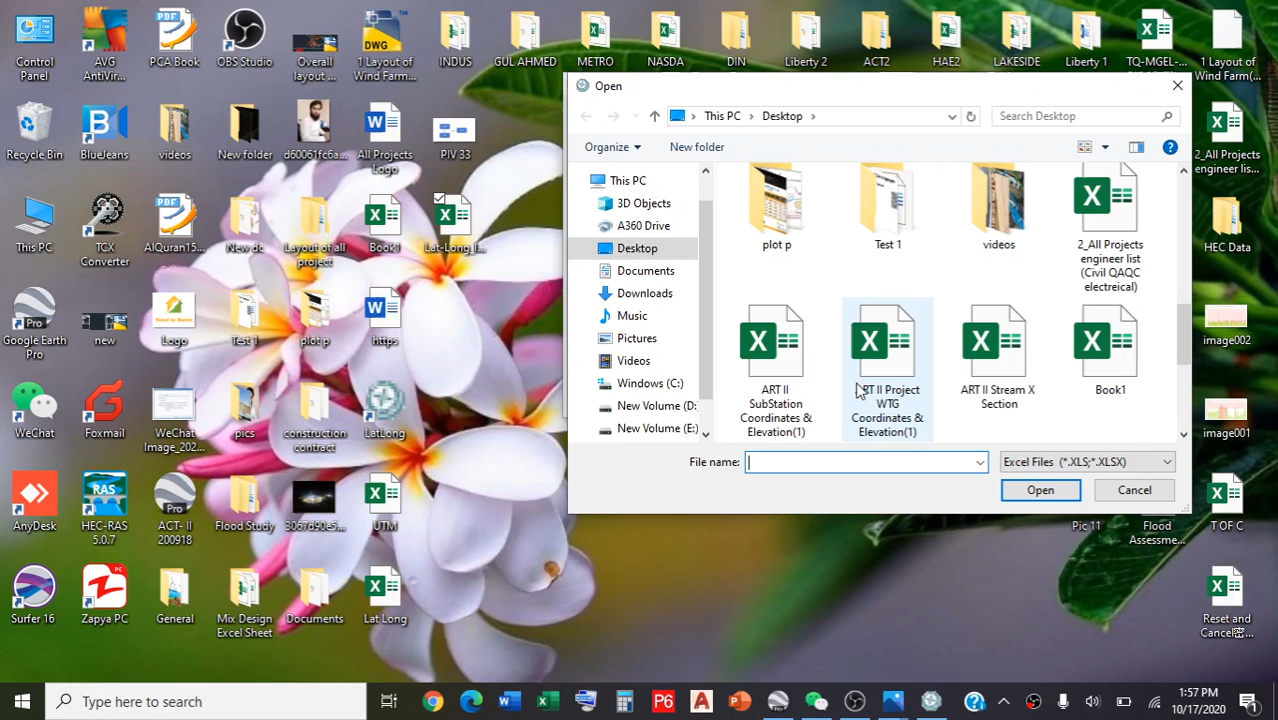 Control
Panel
AVG
AntiVir...
PCA Book
OBS Studio
Overall
layout ...
1 Layout of
Wind Farm...
INDUS
GUL AHMED
METRO
NASDA
DIN
Liberty 2
ACT2
HAE2
LAKESIDE
Liberty 1
TQ-MGEL-...
1 Layout of
Wind Farm(...
Recycle Bin
BlueJeans
videos
New folder
d60061fc6a...
All Projects
Logo
PIV 33
2_All Projects
engineer lis...
This PC
TCX
Converter
AlQuran15...
New dc
Layout of all
project
Book1
Lat-Long_l...
HEC Data
Google Earth
Pro
new
Logo
Test 1
plot p
https
image002
WeChat
Foxmail
WeChat
Image_202...
pics
construction
contract
LatLong
image001
AnyDesk
HEC-RAS
5.0.7
ACT- II
200918
Flood Study
3067d90e5...
UTM
Pic 11
Flood
Assessme...
T OF C
Surfer 16
Zapya PC
General
Mix Design
Excel Sheet
Documents
Lat Long
Reset and
Open
This PC
Desktop
Search Desktop
Organize
New folder
This PC
3D Objects
A360 Drive
Desktop
Documents
Downloads
Music
Pictures
Videos
Windows (C:)
New Volume (D:
New Volume (E:)
plot p
Test 1
videos
2_All Projects
engineer list
(Civil QAQC
electreical)
ART II
SubStation
Coordinates &
Elevation(1)
ART II Project
WTG
Coordinates &
Elevation(1)
ART II Stream X
Section
Book1
File name:
Excel Files (*.XLS;*.XLSX)
Open
Cancel
Type here to search
1:57 PM
10/17/2020